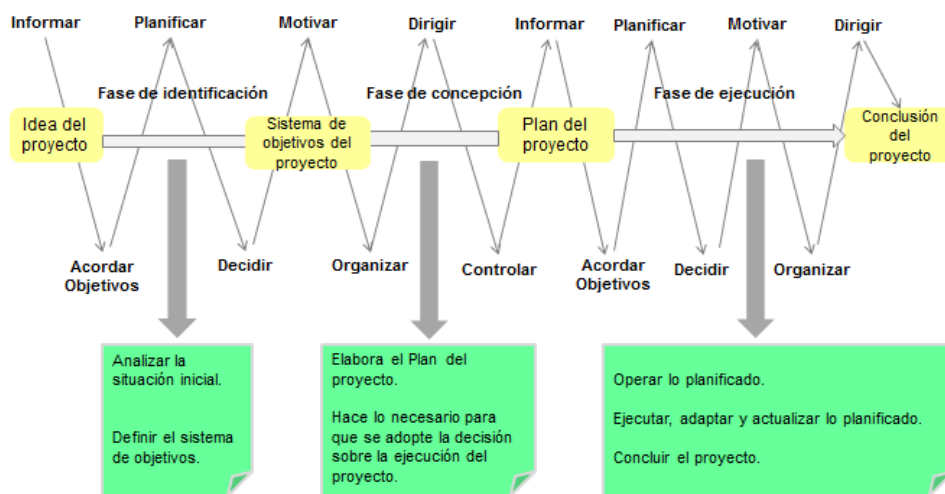 Informar
Planificar
Motivar
Dirigir
Informar
Planificar
Motivar
Dirigir
Fase de identificación
Fase de concepción
Fase de ejecución
Idea del
proyecto
Sistema de
objetivos del
proyecto
Plan del
proyecto
Conclusión
del
proyecto
Acordar
Objetivos
Decidir
Organizar
Controlar
Acordar
Objetivos
Decidir
Organizar
Analizar la
situación inicial.
Definir el sistema
de objetivos.
Elabora el Plan del
proyecto.
Hace lo necesario para
que se adopte la decisión
sobre la ejecución del
proyecto.
Operar lo planificado.
Ejecutar, adaptar y actualizar lo planificado.
Concluir el proyecto.